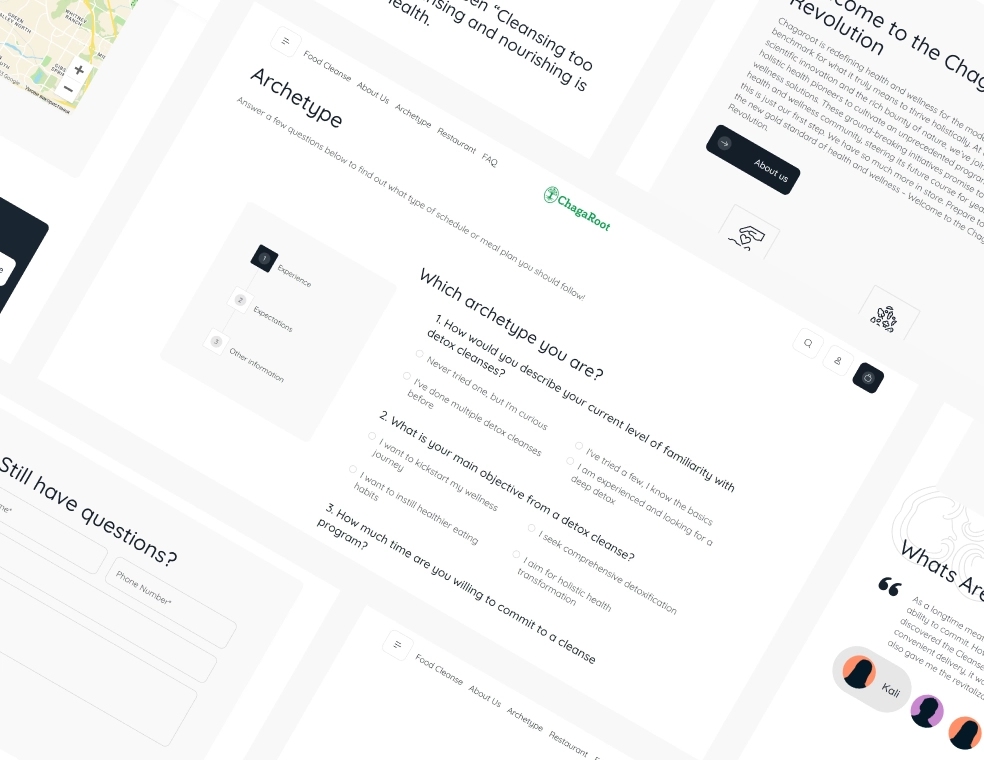 en “Cleansing too
ising and nourishing is
ealth.
Food Cleanse
About Us
Archetype
Restaurant
FAQ
Archetype
Answer a few questions below to find out what type of schedule or meal plan you should follow!
ChagaRoot
1
Experience
2
Expectations
3
Other information
Which archetype you are?
1. How would you describe your current level of familiarity with
detox cleanses?
Never tried one, but I'm curious
I've tried a few, I know the basics
I've done multiple detox cleanses
before
I am experienced and looking for a
deep detox
2. What is your main objective from a detox cleanse?
I want to kickstart my wellness
journey
I seek comprehensive detoxification
I want to instill healthier eating
habits
I aim for holistic health
transformation
3. How much time are you willing to commit to a cleanse
program?
come to the Chag
Revolution
Chagaroot is redefining health and wellness for the mode
benchmark for what it truly means to thrive holistically. At
scientific innovation and the rich bounty of nature, we've join
holistic health pioneers to cultivate an unprecedented program
wellness solutions. These ground-breaking initiatives promise to
health and wellness community, steering its future course for yea
this is just our first step. We have so much more in store. Prepare to
the new gold standard of health and wellness – Welcome to the Chag
Revolution.
About us
Still have questions?
me*
Phone Number*
Food Cleanse
About Us
Archetype
Restaurant
F
Whats Are
“
As a longtime meat
ability to commit. How
discovered the Cleanse
convenient delivery, it wa
also gave me the revitaliz
Kali
WHITNEY
RANCH
GREEN
VALLEY NORTH
+
−